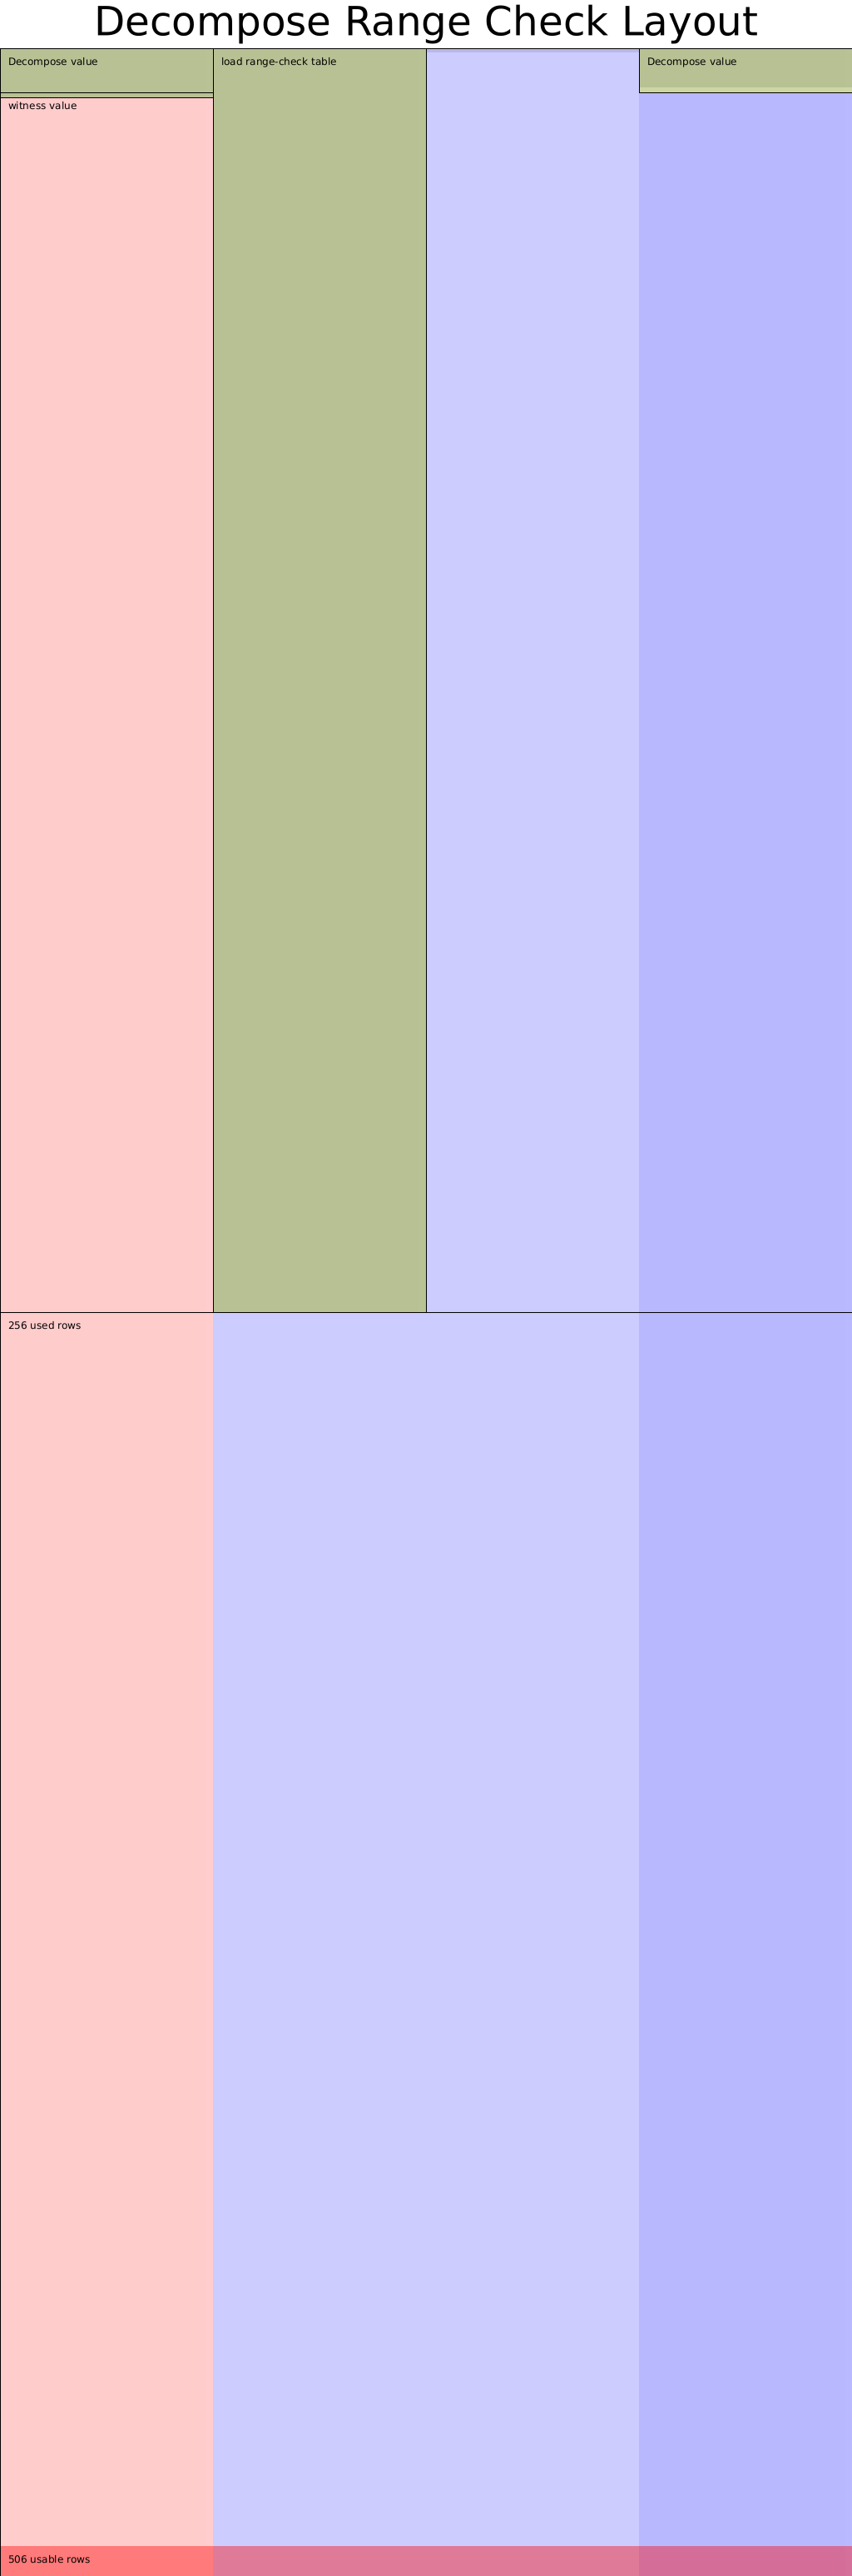 Decompose Range Check Layout
Decompose value
load range-check table
Decompose value
witness value
256 used rows
506 usable rows